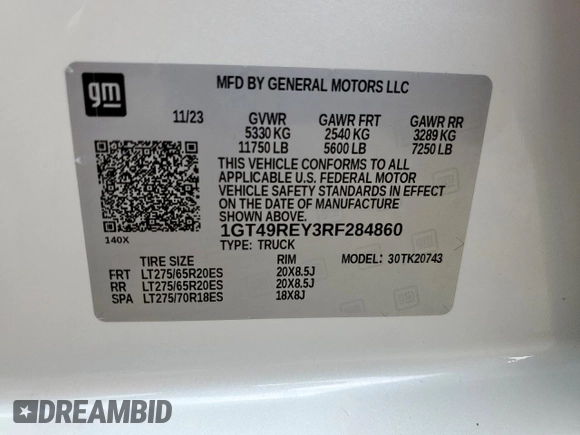 gm
MFD BY GENERAL MOTORS LLC
11/23 GVWR GAWR FRT GAWR RR
5330 KG 2540 KG 3289 KG
11750 LB 5600 LB 7250 LB
THIS VEHICLE CONFORMS TO ALL
APPLICABLE U.S. FEDERAL MOTOR
VEHICLE SAFETY STANDARDS IN EFFECT
ON THE DATE OF MANUFACTURE
SHOWN ABOVE.
140X
1GT49REY3RF284860
TYPE: TRUCK MODEL: 30TK20743
TIRE SIZE RIM
FRT LT275/65R20ES 20X8.5J
RR LT275/65R20ES 20X8.5J
SPA LT275/70R18ES 18X8J
DREAMBID